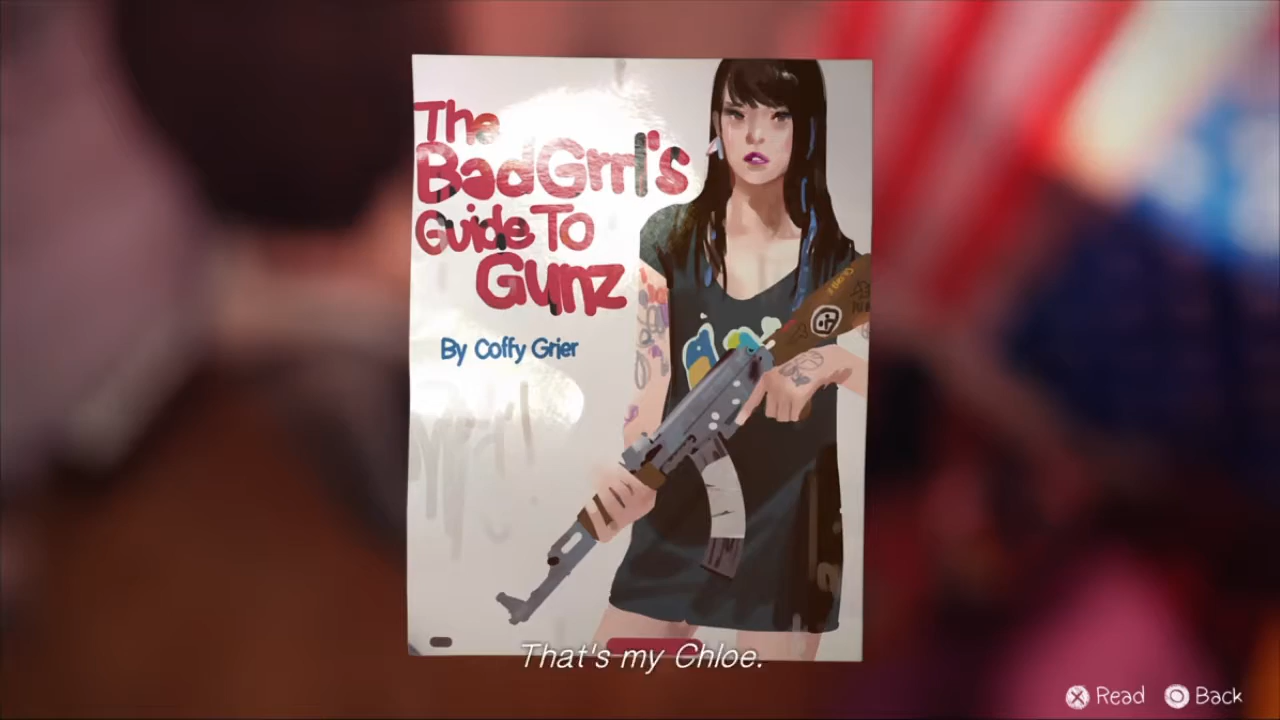 The
BadGrrl's
Guide To
Gunz
By Coffy Grier
That's my Chloe.
Read Back